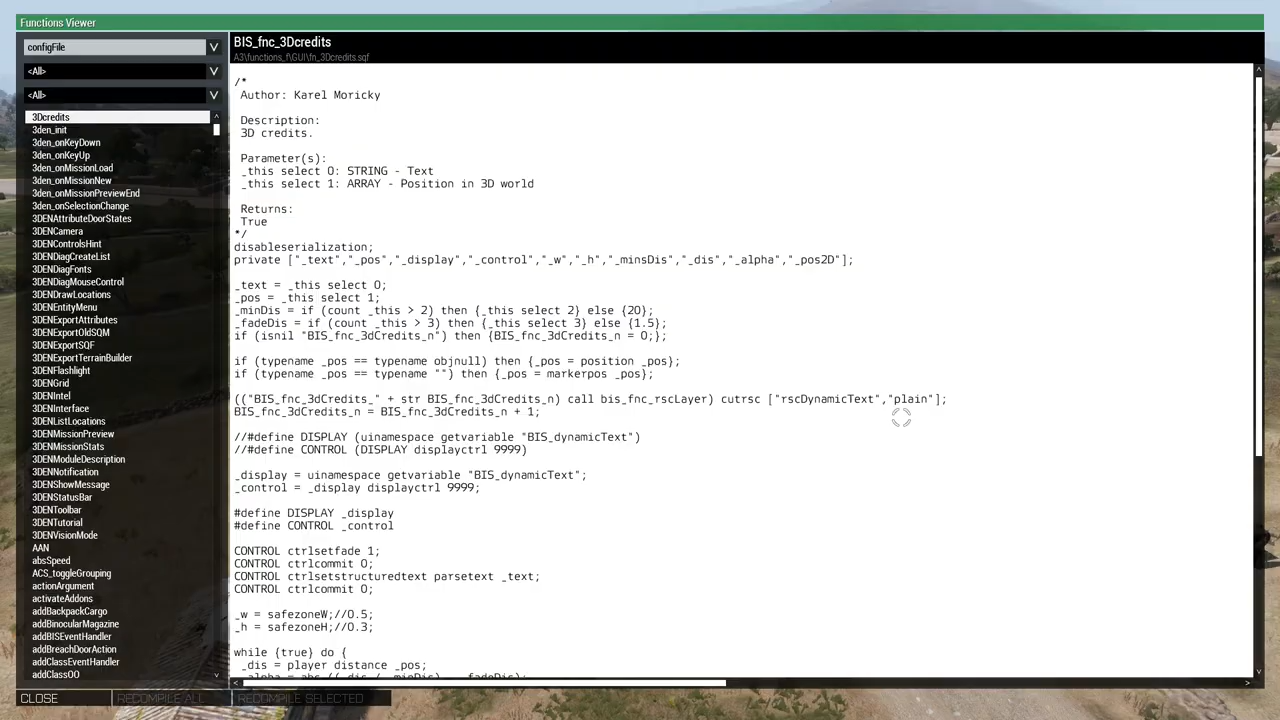 Functions Viewer
configFile
<All>
<All>
3Dcredits
3den_init
3den_onKeyDown
3den_onKeyUp
3den_onMissionLoad
3den_onMissionNew
3den_onMissionPreviewEnd
3den_onSelectionChange
3DENAttributeDoorStates
3DENCamera
3DENControlsHint
3DENDiagCreateList
3DENDiagFonts
3DENDiagMouseControl
3DENDrawLocations
3DENEntityMenu
3DENExportAttributes
3DENExportOldSQM
3DENExportSQF
3DENExportTerrainBuilder
3DENFlashlight
3DENGrid
3DENIntel
3DENInterface
3DENListLocations
3DENMissionPreview
3DENMissionStats
3DENModuleDescription
3DENNotification
3DENShowMessage
3DENStatusBar
3DENToolbar
3DENTutorial
3DENVisionMode
AAN
absSpeed
ACS_toggleGrouping
actionArgument
activateAddons
addBackpackCargo
addBinocularMagazine
addBISEventHandler
addBreachDoorAction
addClassEventHandler
addClassOO
CLOSE
RECOMPILE ALL
RECOMPILE SELECTED
BIS_fnc_3Dcredits
A3\functions_f\GUI\fn_3Dcredits.sqf
/*
Author: Karel Moricky
Description:
3D credits.
Parameter(s):
_this select 0: STRING - Text
_this select 1: ARRAY - Position in 3D world
Returns:
True
*/
disableserialization;
private ["_text","_pos","_display","_control","_w","_h","_minsDis","_dis","_alpha","_pos2D"];
_text = _this select 0;
_pos = _this select 1;
_minDis = if (count _this > 2) then {_this select 2} else {20};
_fadeDis = if (count _this > 3) then {_this select 3} else {1.5};
if (isnil "BIS_fnc_3dCredits_n") then {BIS_fnc_3dCredits_n = 0;};
if (typename _pos == typename objnull) then {_pos = position _pos};
if (typename _pos == typename "") then {_pos = markerpos _pos};
(("BIS_fnc_3dCredits_" + str BIS_fnc_3dCredits_n) call bis_fnc_rscLayer) cutrsc ["rscDynamicText","plain"];
BIS_fnc_3dCredits_n = BIS_fnc_3dCredits_n + 1;
//#define DISPLAY (uinamespace getvariable "BIS_dynamicText")
//#define CONTROL (DISPLAY displayctrl 9999)
_display = uinamespace getvariable "BIS_dynamicText";
_control = _display displayctrl 9999;
#define DISPLAY _display
#define CONTROL _control
CONTROL ctrlsetfade 1;
CONTROL ctrlcommit 0;
CONTROL ctrlsetstructuredtext parsetext _text;
CONTROL ctrlcommit 0;
_w = safezoneW;//0.5;
_h = safezoneH;//0.3;
while {true} do {
_dis = player distance _pos;